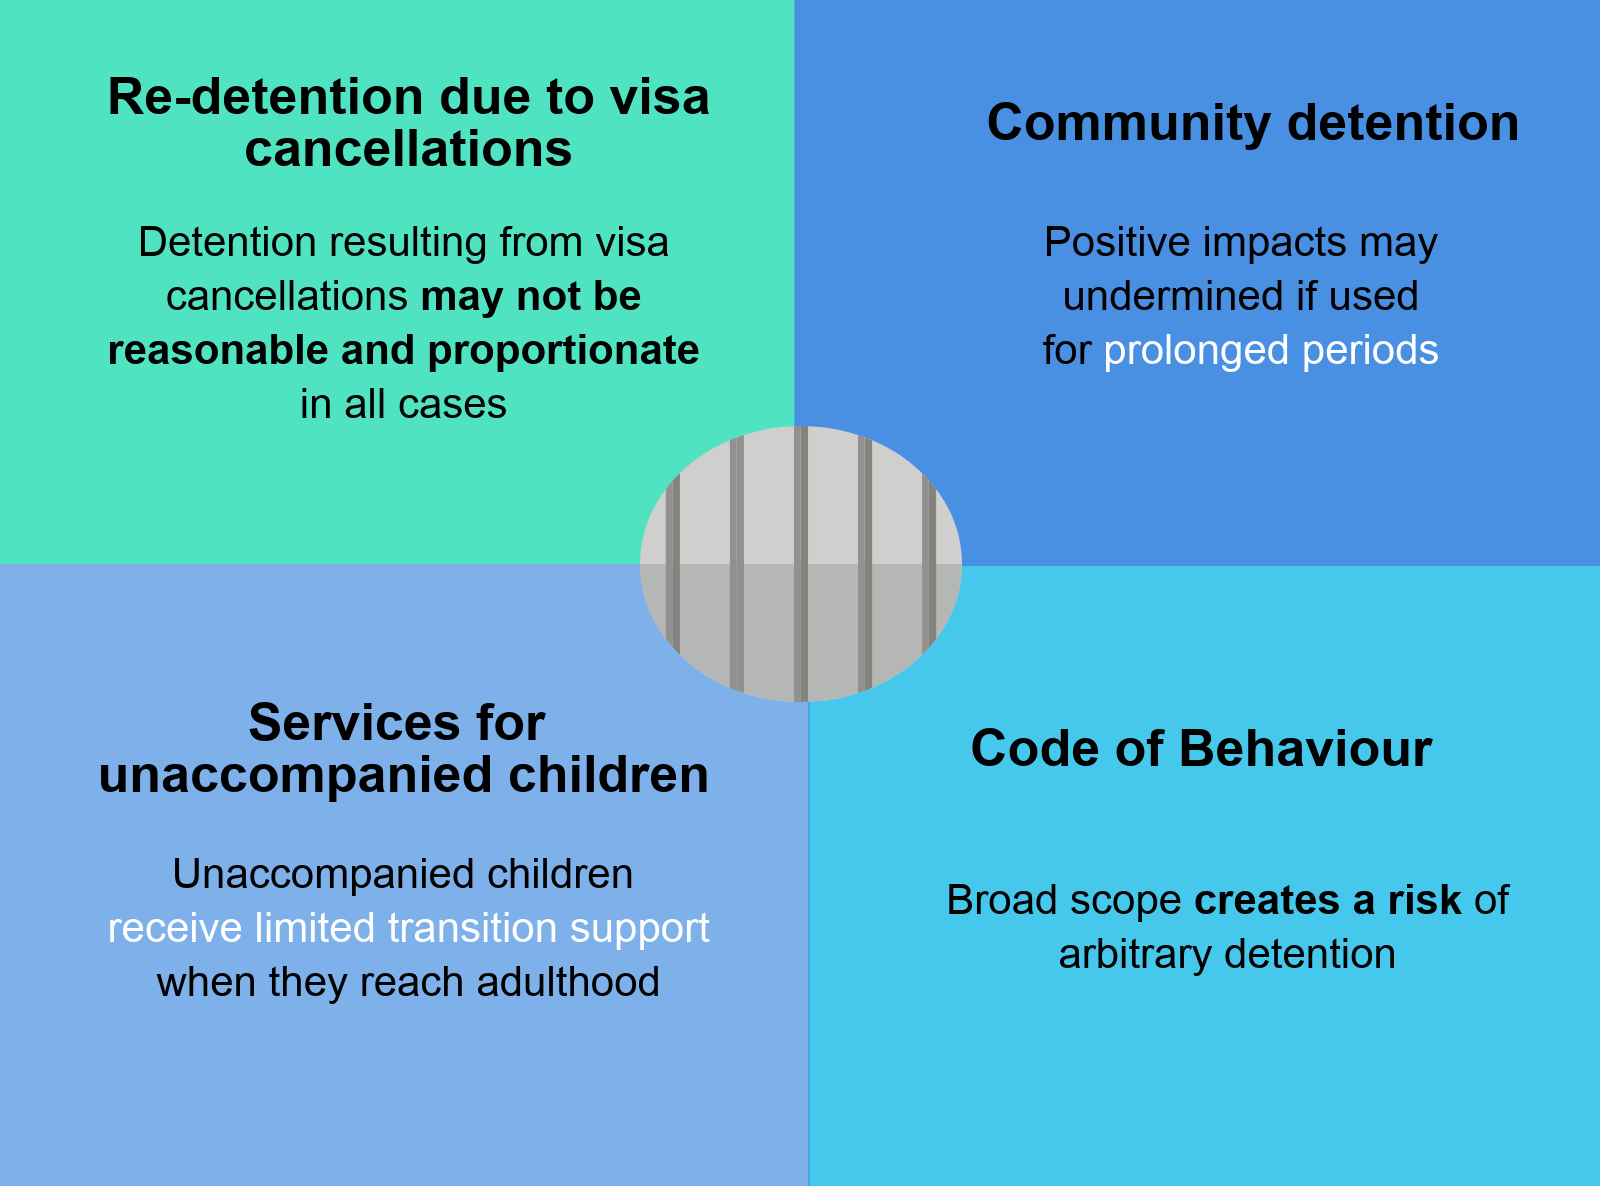 Re-detention due to visa
cancellations
Detention resulting from visa
cancellations may not be
reasonable and proportionate
in all cases
Community detention
Positive impacts may
undermined if used
for prolonged periods
Services for
unaccompanied children
Unaccompanied children
receive limited transition support
when they reach adulthood
Code of Behaviour
Broad scope creates a risk of
arbitrary detention